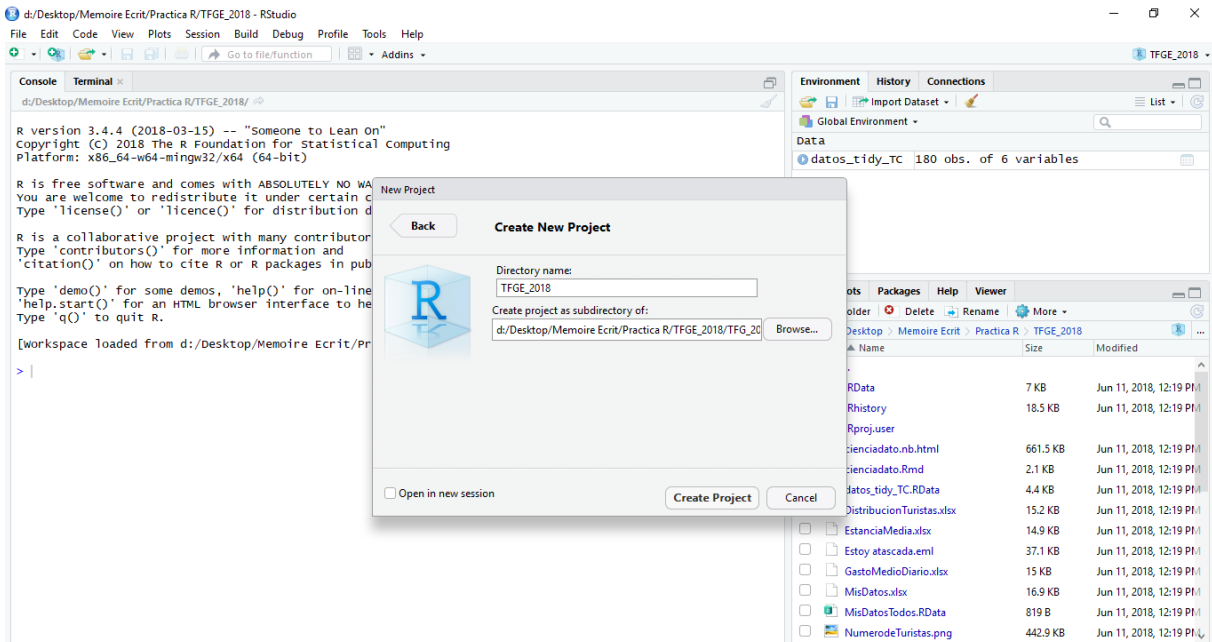 d:/Desktop/Memoire Ecrit/Practica R/TFGE_2018 - RStudio
File Edit Code View Plots Session Build Debug Profile Tools Help
Go to file/function Addins TFGE_2018
Console Terminal
d:/Desktop/Memoire Ecrit/Practica R/TFGE_2018/
R version 3.4.4 (2018-03-15) -- "Someone to Lean On"
Copyright (C) 2018 The R Foundation for Statistical Computing
Platform: x86_64-w64-mingw32/x64 (64-bit)
R is free software and comes with ABSOLUTELY NO WA
You are welcome to redistribute it under certain c
Type 'license()' or 'licence()' for distribution d
R is a collaborative project with many contributor
Type 'contributors()' for more information and
'citation()' on how to cite R or R packages in pub
Type 'demo()' for some demos, 'help()' for on-line
'help.start()' for an HTML browser interface to he
Type 'q()' to quit R.
[Workspace loaded from d:/Desktop/Memoire Ecrit/Pr
>
New Project
Back
Create New Project
R
Directory name:
TFGE_2018
Create project as subdirectory of:
d:/Desktop/Memoire Ecrit/Practica R/TFGE_2018/TFG_20 Browse...
Open in new session
Create Project Cancel
Environment History Connections
Import Dataset List
Global Environment
Data
datos_tidy_TC 180 obs. of 6 variables
ots Packages Help Viewer
older Delete Rename More
Desktop > Memoire Ecrit > Practica R > TFGE_2018 ...
Name Size Modified
.
RData 7 KB Jun 11, 2018, 12:19 PM
Rhistory 18.5 KB Jun 11, 2018, 12:19 PM
Rproj.user
cienciadato.nb.html 661.5 KB Jun 11, 2018, 12:19 PM
cienciadato.Rmd 2.1 KB Jun 11, 2018, 12:19 PM
datos_tidy_TC.RData 4.4 KB Jun 11, 2018, 12:19 PM
DistribucionTuristas.xlsx 15.2 KB Jun 11, 2018, 12:19 PM
EstanciaMedia.xlsx 14.9 KB Jun 11, 2018, 12:19 PM
Estoy atascada.eml 37.1 KB Jun 11, 2018, 12:19 PM
GastoMedioDiario.xlsx 15 KB Jun 11, 2018, 12:19 PM
MisDatos.xlsx 16.9 KB Jun 11, 2018, 12:19 PM
MisDatosTodos.RData 819 B Jun 11, 2018, 12:19 PM
NumerodeTuristas.png 442.9 KB Jun 11, 2018, 12:19 PM